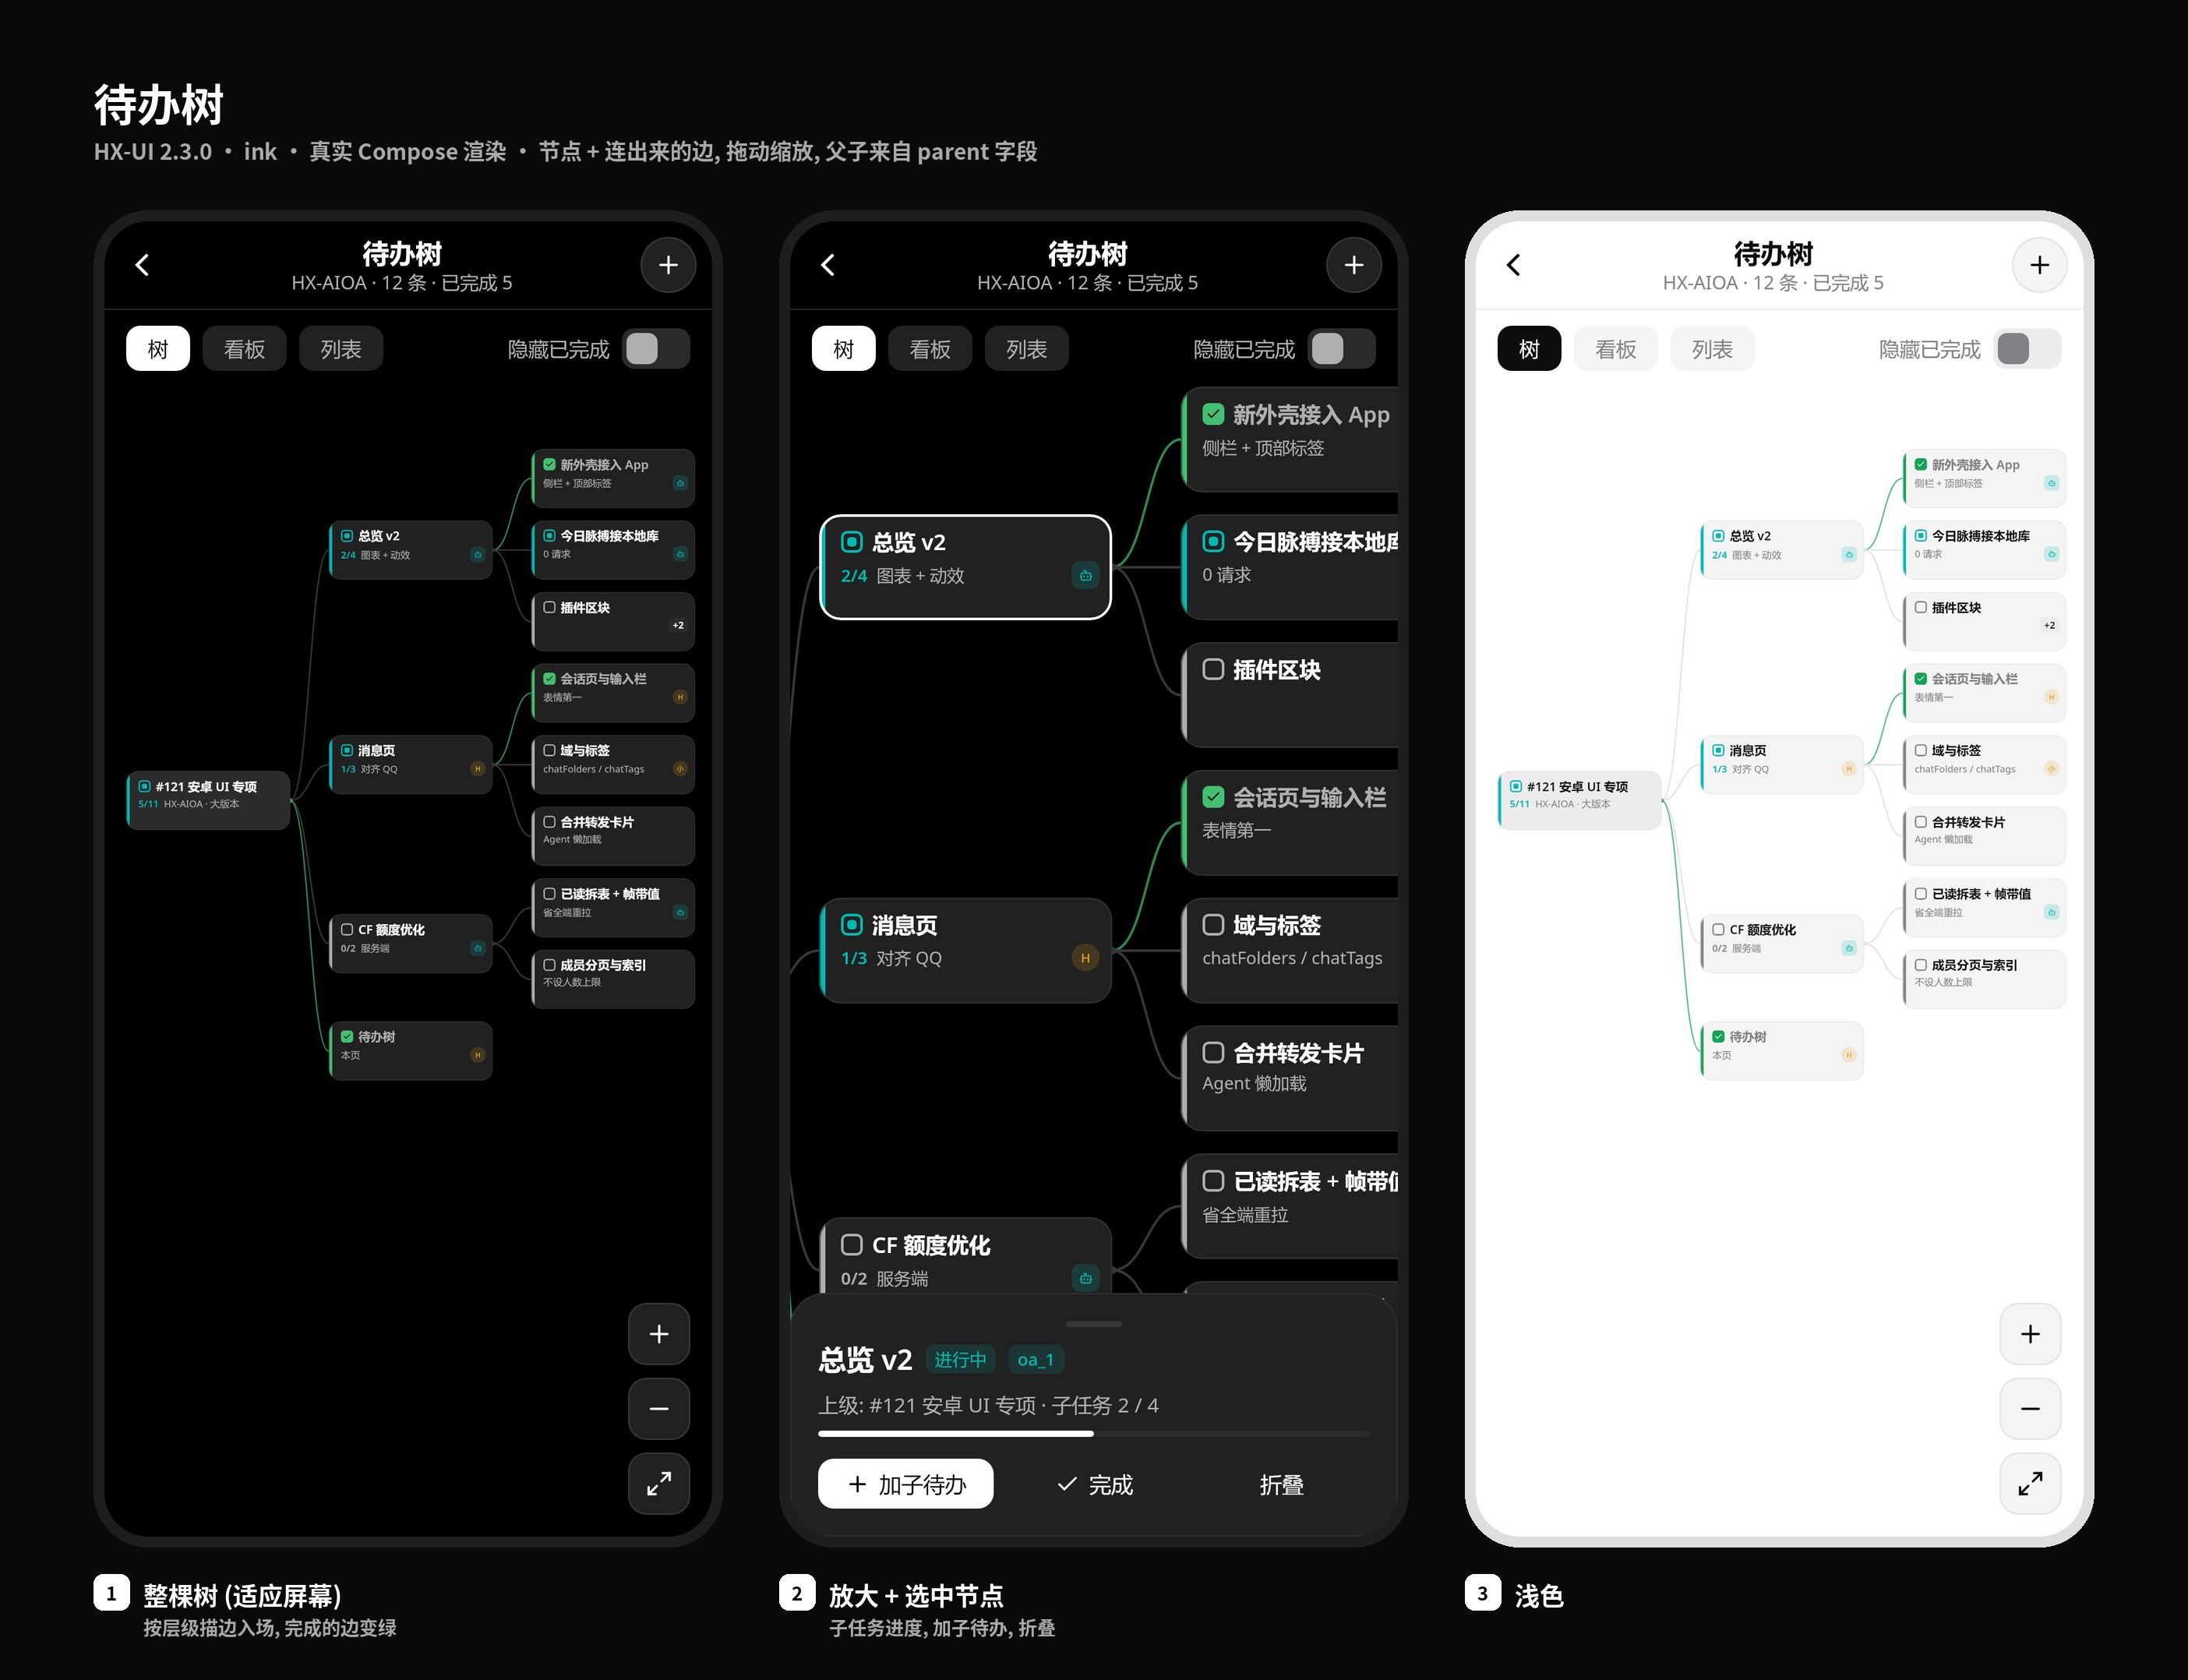 待办树
HX-UI 2.3.0 • ink • 真实 Compose 渲染 • 节点 + 连出来的边, 拖动缩放, 父子来自 parent 字段
待办树
HX-AIOA · 12 条 · 已完成 5
树 看板 列表 隐藏已完成
新外壳接入 App
侧栏 + 顶部标签
总览 v2
2/4 图表 + 动效
今日脉搏接本地库
0 请求
插件区块
+2
会话页与输入栏
表情第一
H
消息页
1/3 对齐 QQ
H
域与标签
chatFolders / chatTags
小
#121 安卓 UI 专项
5/11 HX-AIOA · 大版本
合并转发卡片
Agent 懒加载
已读拆表 + 帧带值
省全端重拉
CF 额度优化
0/2 服务端
成员分页与索引
不设人数上限
待办树
本页
H
1 整棵树 (适应屏幕)
按层级描边入场, 完成的边变绿
待办树
HX-AIOA · 12 条 · 已完成 5
树 看板 列表 隐藏已完成
新外壳接入 App
侧栏 + 顶部标签
总览 v2
2/4 图表 + 动效
今日脉搏接本地库
0 请求
插件区块
会话页与输入栏
表情第一
消息页
1/3 对齐 QQ
H
域与标签
chatFolders / chatTags
合并转发卡片
Agent 懒加载
已读拆表 + 帧带值
省全端重拉
CF 额度优化
0/2 服务端
总览 v2 进行中 oa_1
上级: #121 安卓 UI 专项 · 子任务 2 / 4
加子待办 完成 折叠
2 放大 + 选中节点
子任务进度, 加子待办, 折叠
待办树
HX-AIOA · 12 条 · 已完成 5
树 看板 列表 隐藏已完成
新外壳接入 App
侧栏 + 顶部标签
总览 v2
2/4 图表 + 动效
今日脉搏接本地库
0 请求
插件区块
+2
会话页与输入栏
表情第一
H
消息页
1/3 对齐 QQ
H
域与标签
chatFolders / chatTags
小
#121 安卓 UI 专项
5/11 HX-AIOA · 大版本
合并转发卡片
Agent 懒加载
已读拆表 + 帧带值
省全端重拉
CF 额度优化
0/2 服务端
成员分页与索引
不设人数上限
待办树
本页
H
3 浅色